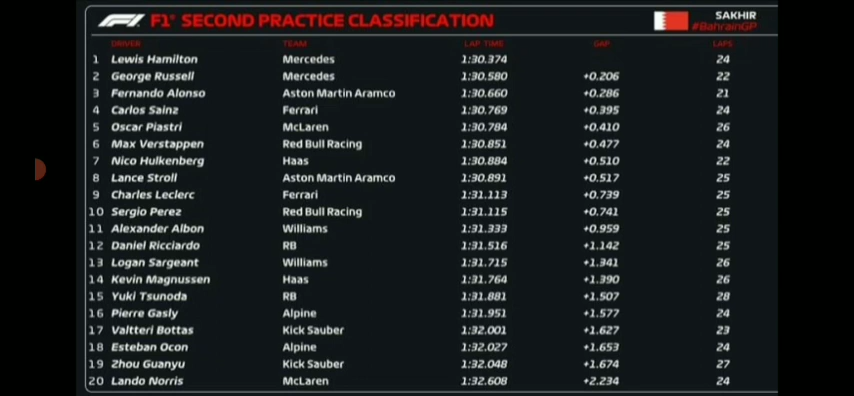 F1® SECOND PRACTICE CLASSIFICATION
SAKHIR
#BahrainGP
DRIVER TEAM LAP TIME GAP LAPS
1 Lewis Hamilton Mercedes 1:30.374 24
2 George Russell Mercedes 1:30.580 +0.206 22
3 Fernando Alonso Aston Martin Aramco 1:30.660 +0.286 21
4 Carlos Sainz Ferrari 1:30.769 +0.395 24
5 Oscar Piastri McLaren 1:30.784 +0.410 26
6 Max Verstappen Red Bull Racing 1:30.851 +0.477 24
7 Nico Hulkenberg Haas 1:30.884 +0.510 22
8 Lance Stroll Aston Martin Aramco 1:30.891 +0.517 25
9 Charles Leclerc Ferrari 1:31.113 +0.739 25
10 Sergio Perez Red Bull Racing 1:31.115 +0.741 25
11 Alexander Albon Williams 1:31.333 +0.959 25
12 Daniel Ricciardo RB 1:31.516 +1.142 25
13 Logan Sargeant Williams 1:31.715 +1.341 26
14 Kevin Magnussen Haas 1:31.764 +1.390 26
15 Yuki Tsunoda RB 1:31.881 +1.507 28
16 Pierre Gasly Alpine 1:31.951 +1.577 24
17 Valtteri Bottas Kick Sauber 1:32.001 +1.627 23
18 Esteban Ocon Alpine 1:32.027 +1.653 24
19 Zhou Guanyu Kick Sauber 1:32.048 +1.674 27
20 Lando Norris McLaren 1:32.608 +2.234 24